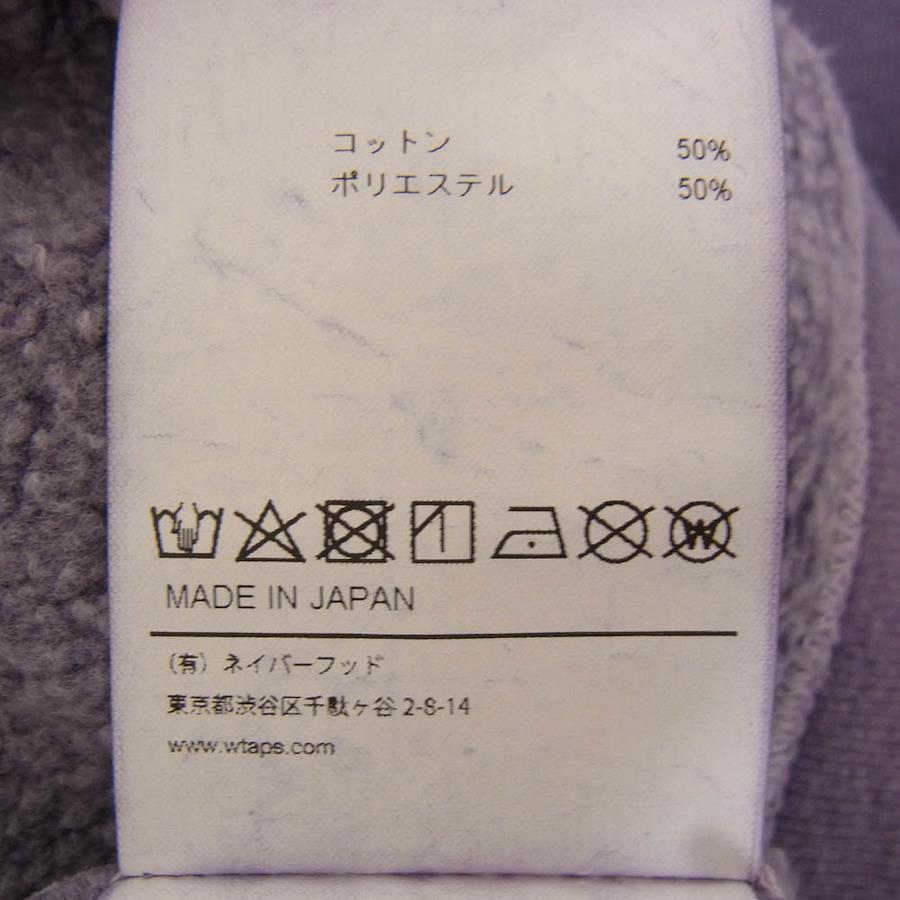 コットン 50%
ポリエステル 50%
W
MADE IN JAPAN
(有) ネイバーフッド
東京都渋谷区千駄ヶ谷 2-8-14
www.wtaps.com